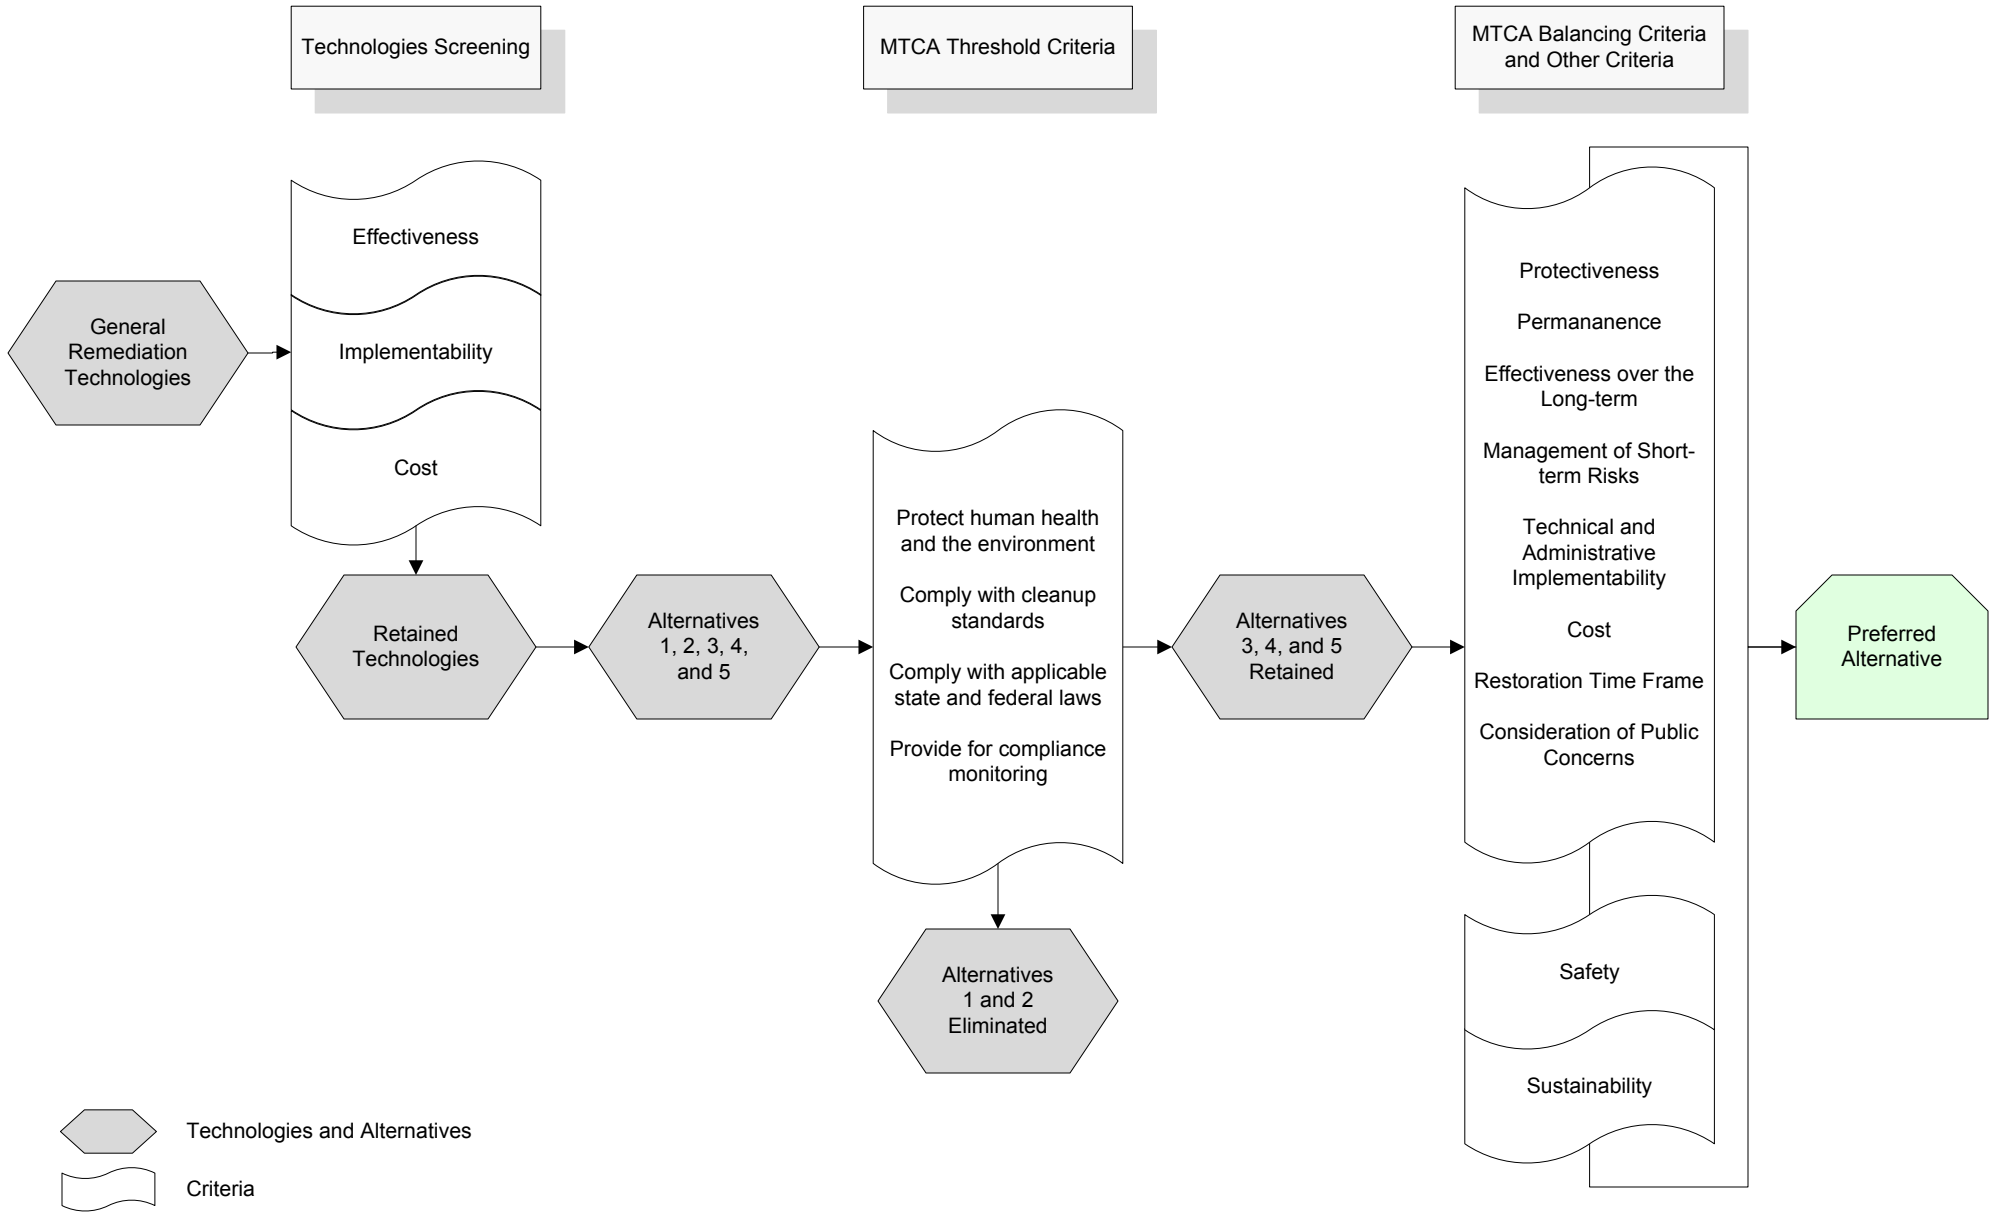 Technologies Screening
MTCA Threshold Criteria
MTCA Balancing Criteria
and Other Criteria
General
Remediation
Technologies
Effectiveness
Implementability
Cost
Retained
Technologies
Alternatives
1, 2, 3, 4,
and 5
Protect human health
and the environment
Comply with cleanup
standards
Comply with applicable
state and federal laws
Provide for compliance
monitoring
Alternatives
1 and 2
Eliminated
Alternatives
3, 4, and 5
Retained
Protectiveness
Permananence
Effectiveness over the
Long-term
Management of Short-
term Risks
Technical and
Administrative
Implementability
Cost
Restoration Time Frame
Consideration of Public
Concerns
Safety
Sustainability
Preferred
Alternative
Technologies and Alternatives
Criteria